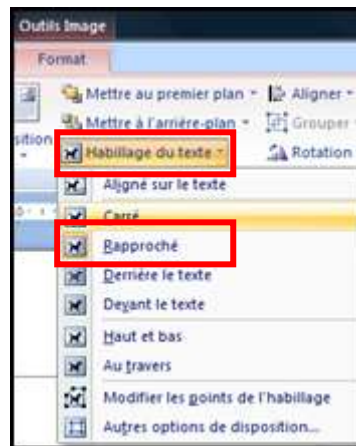 Outils Image
Format
Mettre au premier plan Aligner
Mettre à l'arrière-plan Grouper
sition Habillage du texte Rotation
Aligné sur le texte
Carré
Rapproché
Derrière le texte
Devant le texte
Haut et bas
Au travers
Modifier les points de l'habillage
Autres options de disposition...